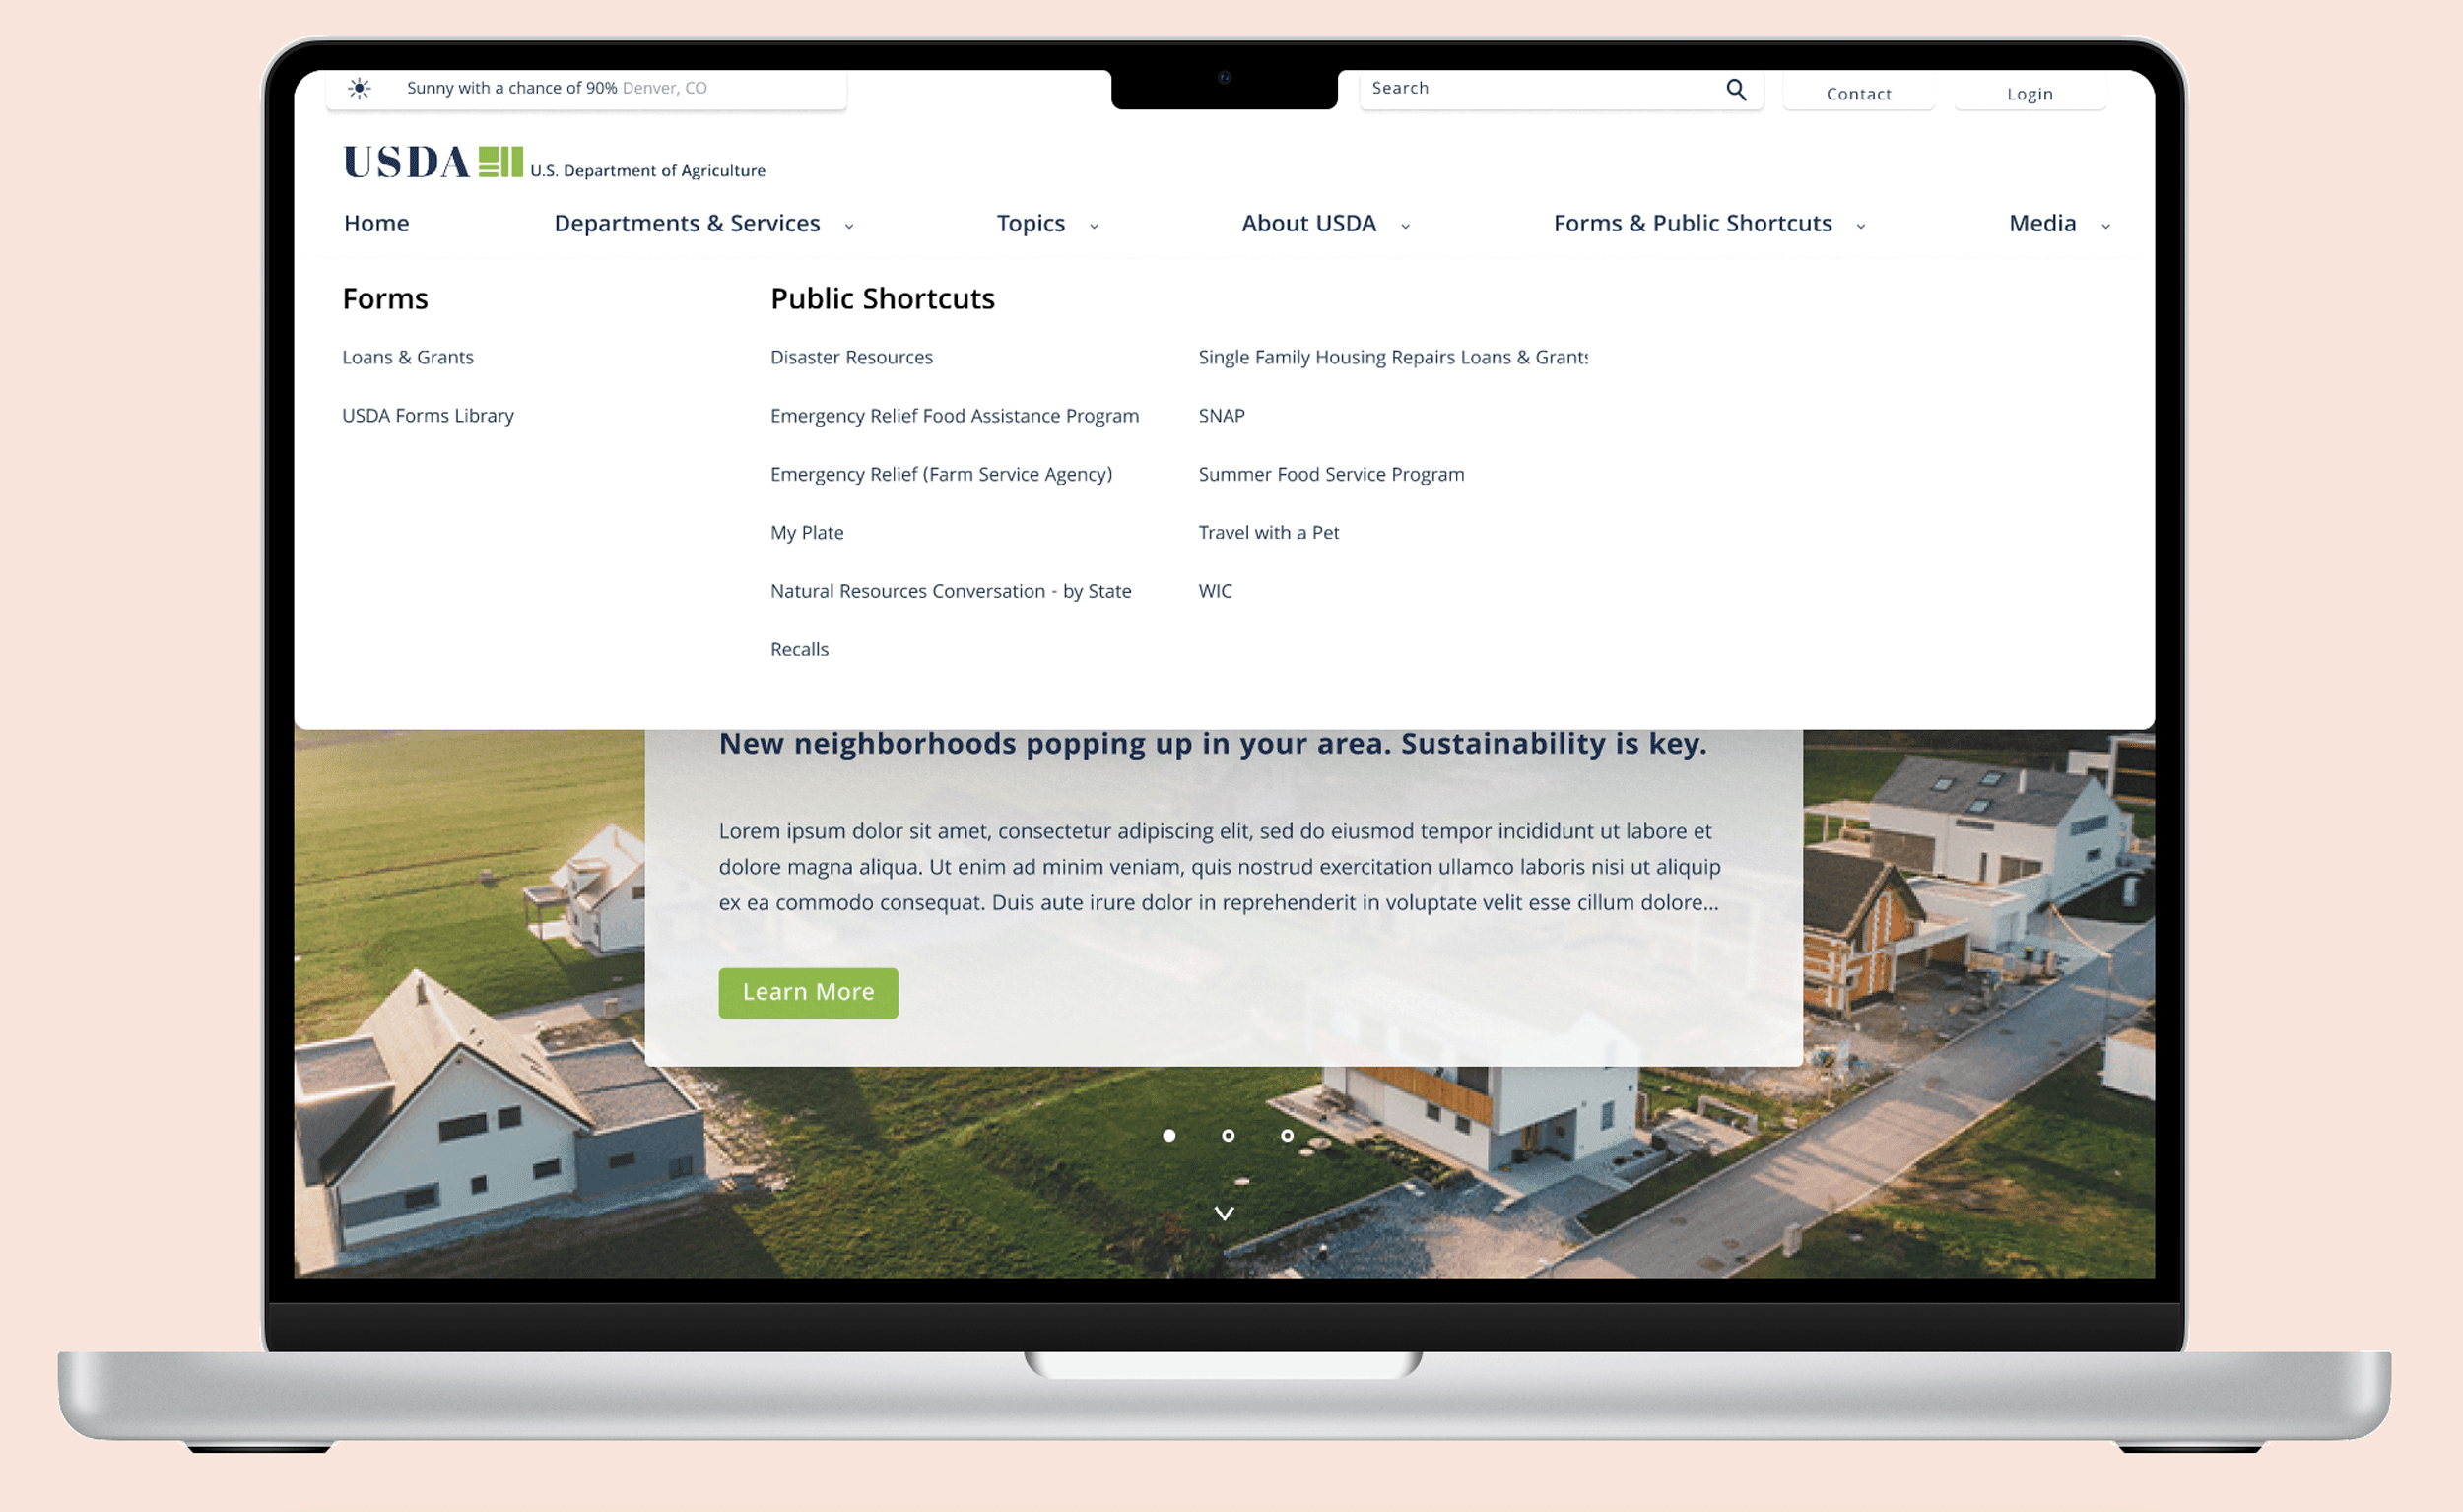 Sunny with a chance of 90% Denver, CO
Search
Contact
Login
USDA U.S. Department of Agriculture
Home
Departments & Services
Topics
About USDA
Forms & Public Shortcuts
Media
Forms
Loans & Grants
USDA Forms Library
Public Shortcuts
Disaster Resources
Emergency Relief Food Assistance Program
Emergency Relief (Farm Service Agency)
My Plate
Natural Resources Conversation - by State
Recalls
Single Family Housing Repairs Loans & Grants
SNAP
Summer Food Service Program
Travel with a Pet
WIC
New neighborhoods popping up in your area. Sustainability is key.
Lorem ipsum dolor sit amet, consectetur adipiscing elit, sed do eiusmod tempor incididunt ut labore et
dolore magna aliqua. Ut enim ad minim veniam, quis nostrud exercitation ullamco laboris nisi ut aliquip
ex ea commodo consequat. Duis aute irure dolor in reprehenderit in voluptate velit esse cillum dolore...
Learn More